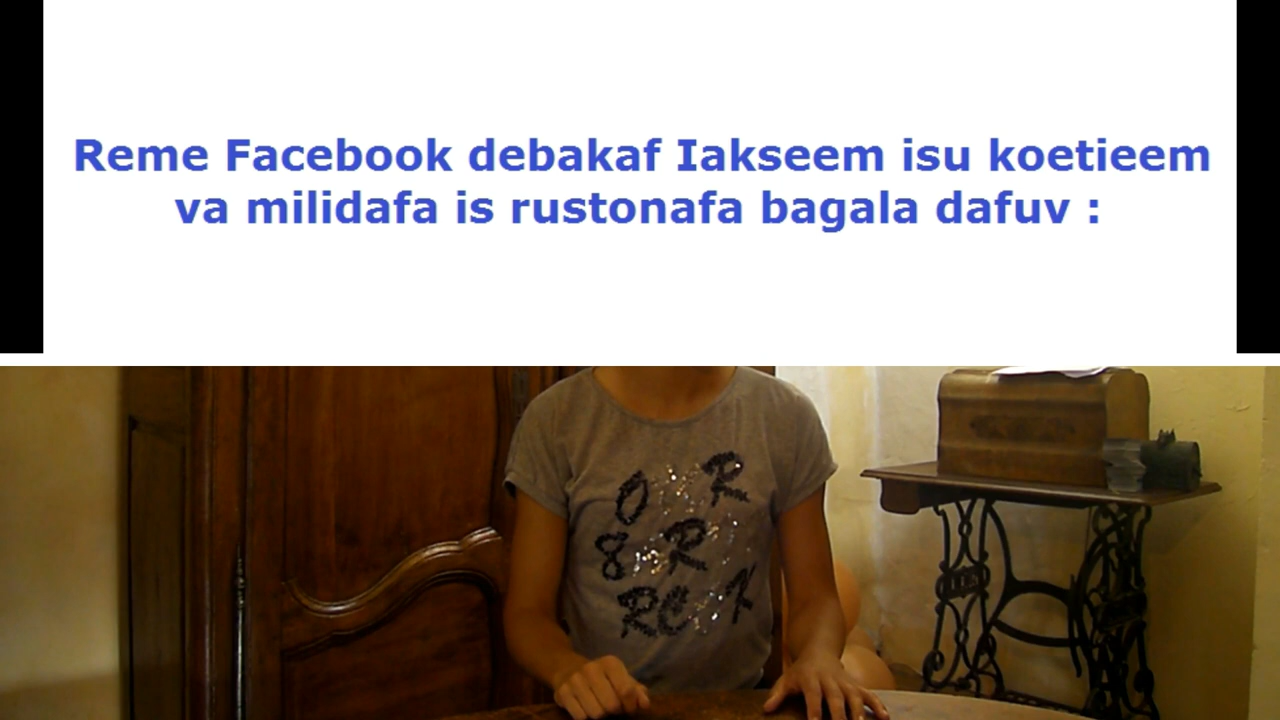 Reme Facebook debakaf Iakseem isu koetieem
va milidafa is rustonafa bagala dafuv :